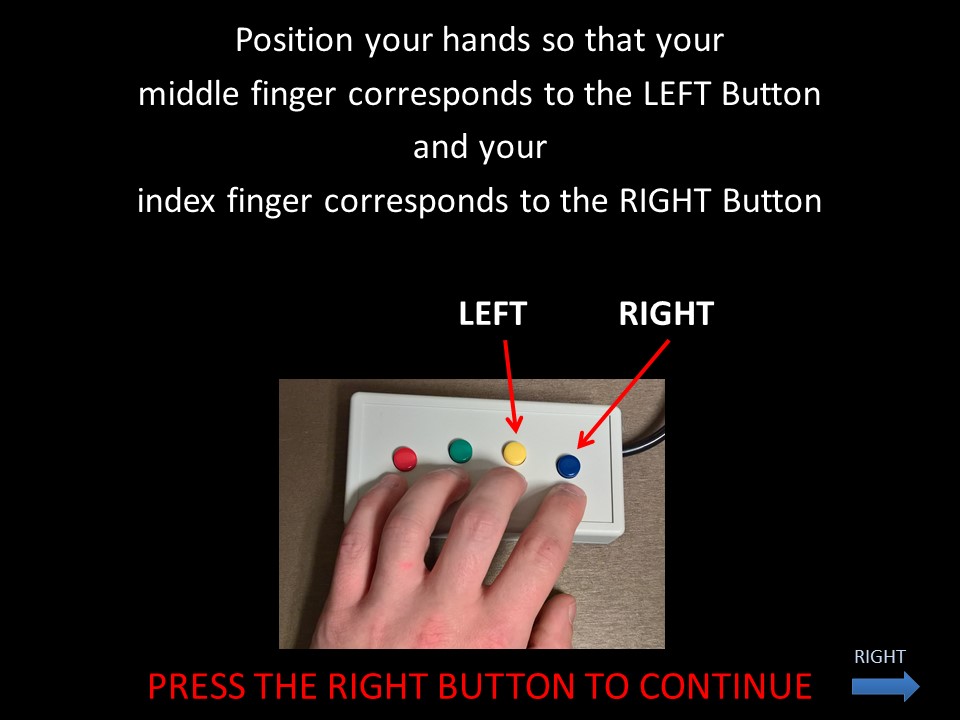 Position your hands so that your
middle finger corresponds to the LEFT Button
and your
index finger corresponds to the RIGHT Button
LEFT RIGHT
RIGHT
PRESS THE RIGHT BUTTON TO CONTINUE